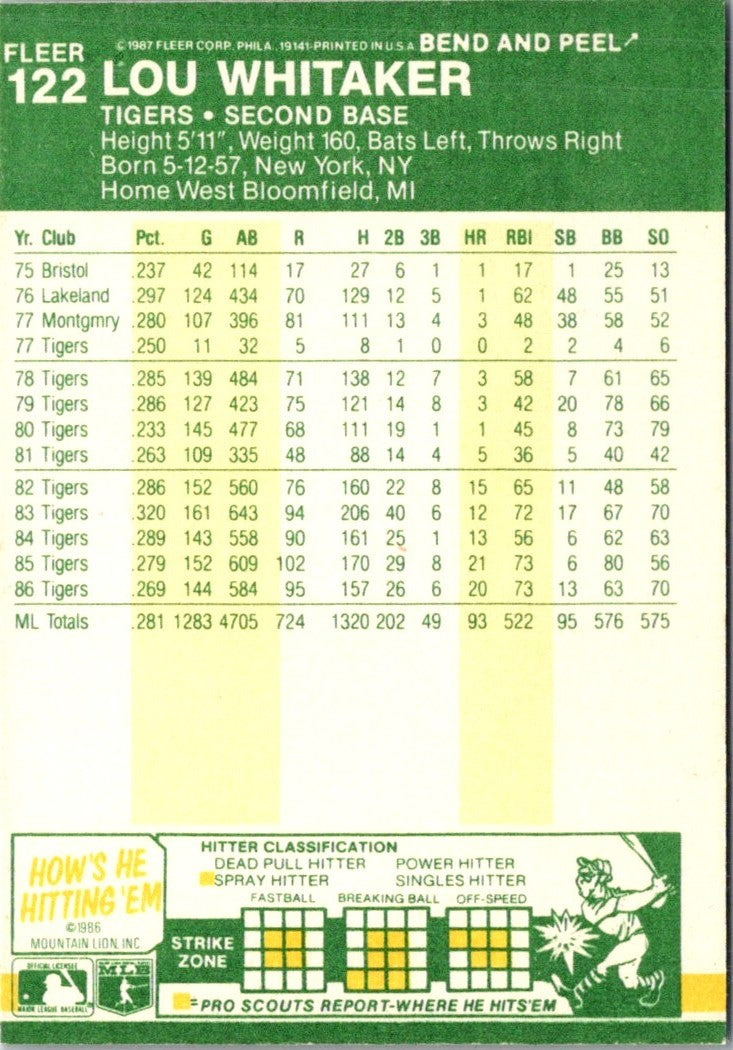 © 1987 FLEER CORP. PHILA. 19141-PRINTED IN U.S.A BEND AND PEEL
FLEER
122 LOU WHITAKER
TIGERS • SECOND BASE
Height 5'11", Weight 160, Bats Left, Throws Right
Born 5-12-57, New York, NY
Home West Bloomfield, MI
Yr. Club Pct. G AB R H 2B 3B HR RBI SB BB SO
75 Bristol .237 42 114 17 27 6 1 1 17 1 25 13
76 Lakeland .297 124 434 70 129 12 5 1 62 48 55 51
77 Montgmry .280 107 396 81 111 13 4 3 48 38 58 52
77 Tigers .250 11 32 5 8 1 0 0 2 2 4 6
78 Tigers .285 139 484 71 138 12 7 3 58 7 61 65
79 Tigers .286 127 423 75 121 14 8 3 42 20 78 66
80 Tigers .233 145 477 68 111 19 1 1 45 8 73 79
81 Tigers .263 109 335 48 88 14 4 5 36 5 40 42
82 Tigers .286 152 560 76 160 22 8 15 65 11 48 58
83 Tigers .320 161 643 94 206 40 6 12 72 17 67 70
84 Tigers .289 143 558 90 161 25 1 13 56 6 62 63
85 Tigers .279 152 609 102 170 29 8 21 73 6 80 56
86 Tigers .269 144 584 95 157 26 6 20 73 13 63 70
ML Totals .281 1283 4705 724 1320 202 49 93 522 95 576 575
HOW'S HE
HITTING 'EM
©1986
MOUNTAIN LION, INC
OFFICIAL LICENSEE
MAJOR LEAGUE BASEBALL
MLB
HITTER CLASSIFICATION
DEAD PULL HITTER POWER HITTER
SPRAY HITTER SINGLES HITTER
FASTBALL BREAKING BALL OFF-SPEED
STRIKE
ZONE
=PRO SCOUTS REPORT-WHERE HE HITS'EM